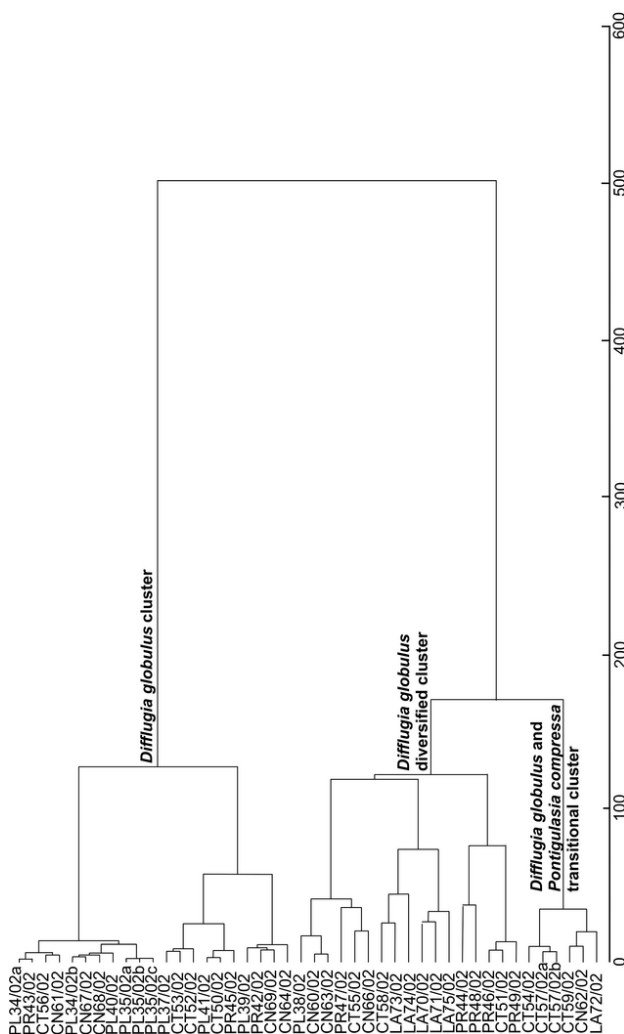 PL34/02a
PR43/02
CT56/02
CN61/02
PL34/02b
CN67/02
CN65/02
PL40/02
PL35/02a
PL35/02b
PL35/02c
PL37/02
CT53/02
CT52/02
PL41/02
CT50/02
PR45/02
PL39/02
PR42/02
CN69/02
CN64/02
PL38/02
CN60/02
CN63/02
PR47/02
CT55/02
CN66/02
CT58/02
LA73/02
LA74/02
LA70/02
LA71/02
LA75/02
PR44/02
PR48/02
PR46/02
CT51/02
PR49/02
CT54/02
CT57/02a
CT57/02b
CT59/02
CN62/02
LA72/02
Difflugia globulus cluster
Difflugia globulus
diversified cluster
Difflugia globulus and
Pontigulasia compressa
transitional cluster
0
100
200
300
400
500
600